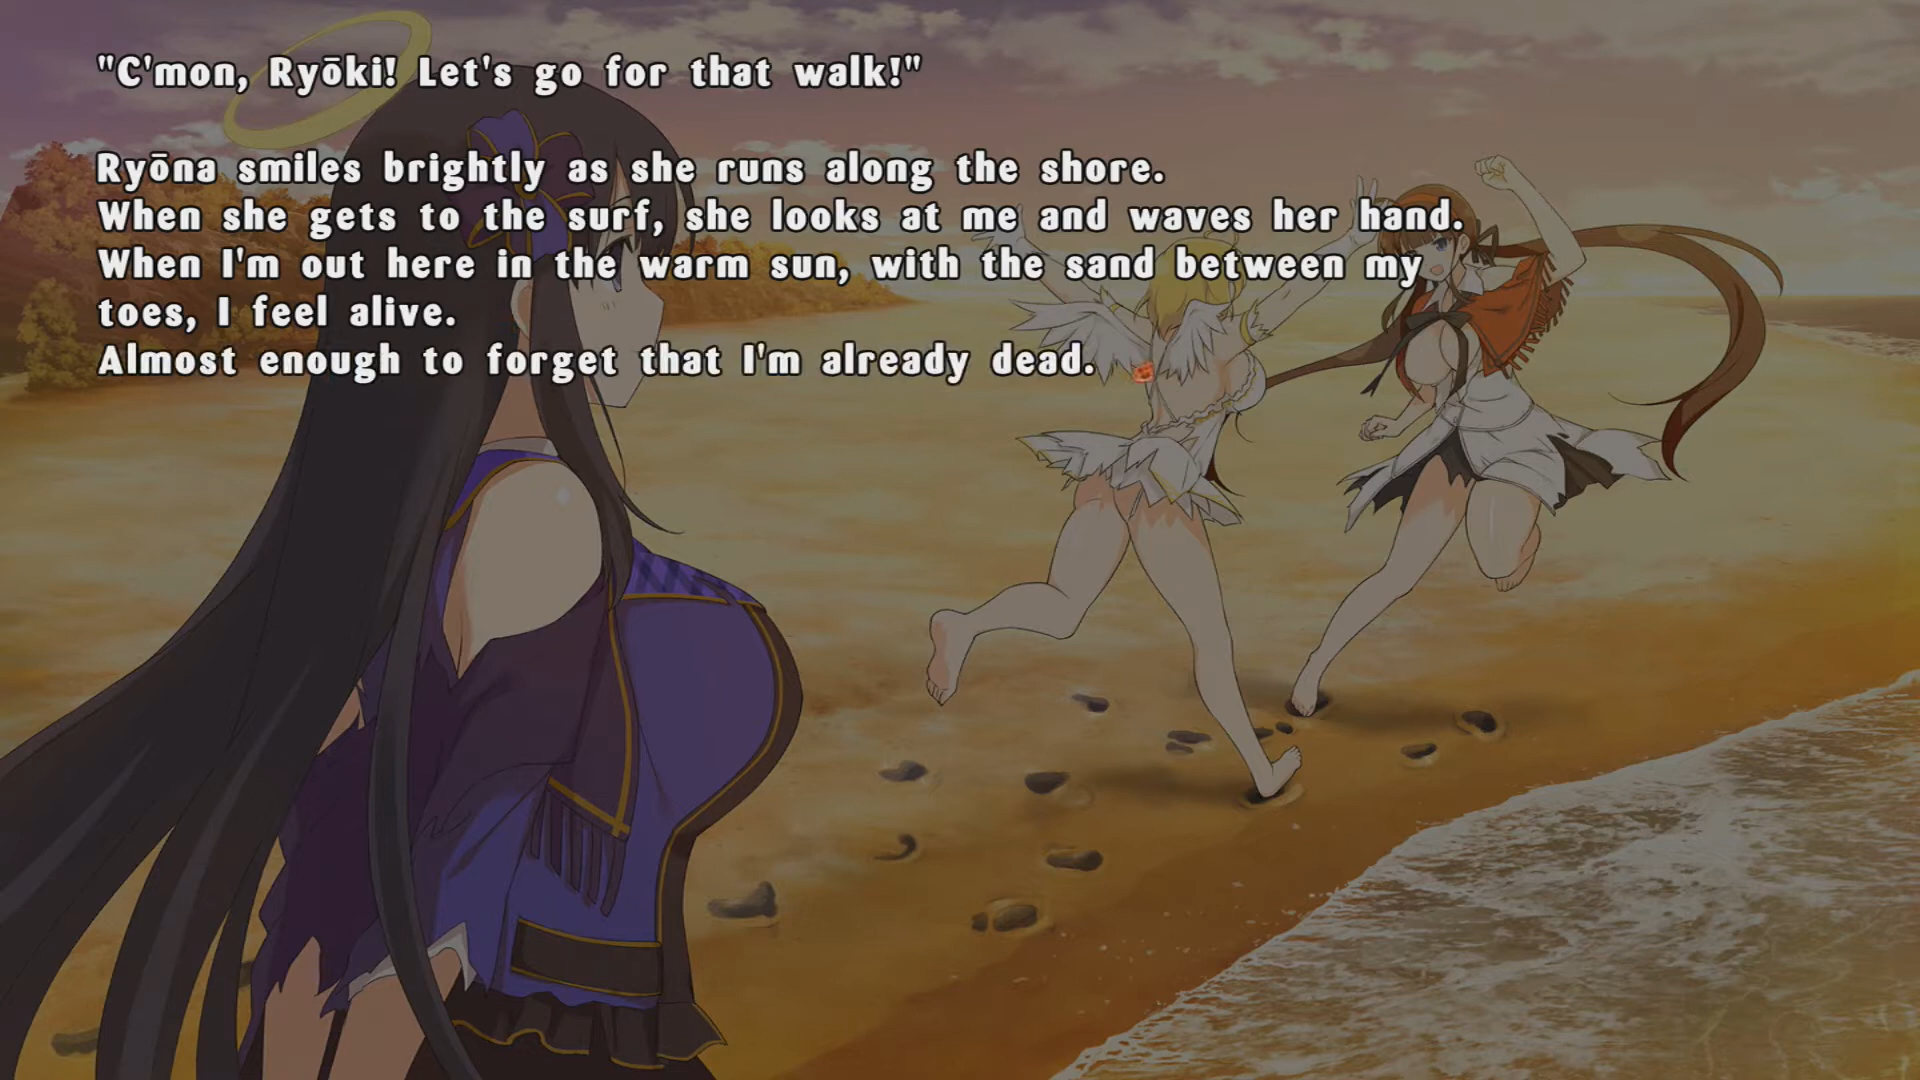 "C'mon, Ryōki! Let's go for that walk!"
Ryōna smiles brightly as she runs along the shore.
When she gets to the surf, she looks at me and waves her hand.
When I'm out here in the warm sun, with the sand between my
toes, I feel alive.
Almost enough to forget that I'm already dead.